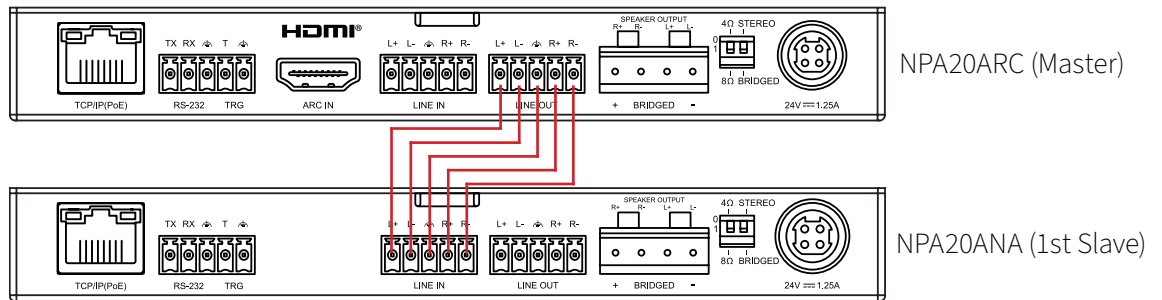 SPEAKER OUTPUT
R+ R- L+ L-
4Ω STEREO
HDMI®
TX RX T
L+ L- R+ R-
L+ L- R+ R-
0
1
NPA20ARC (Master)
8Ω BRIDGED
TCP/IP(PoE)
RS-232 TRG
ARC IN
LINE IN
LINE OUT
+ BRIDGED -
24V 1.25A
SPEAKER OUTPUT
R+ R- L+ L-
4Ω STEREO
TX RX T
L+ L- R+ R-
L+ L- R+ R-
0
1
NPA20ANA (1st Slave)
8Ω BRIDGED
TCP/IP(PoE)
RS-232 TRG
LINE IN
LINE OUT
+ BRIDGED -
24V 1.25A